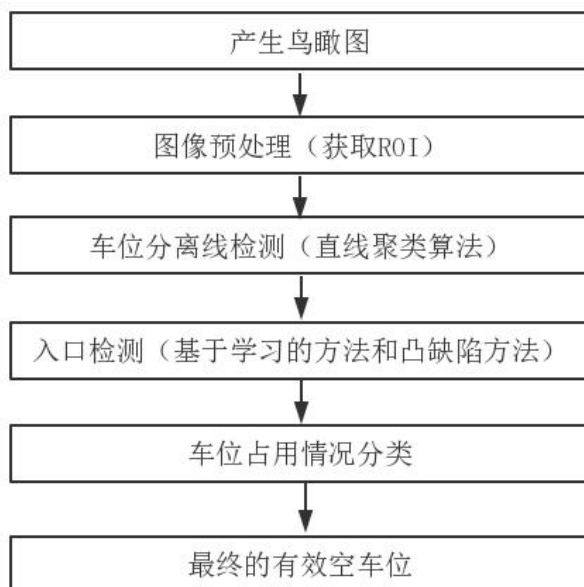 产生鸟瞰图
图像预处理（获取ROI）
车位分离线检测（直线聚类算法）
入口检测（基于学习的方法和凸缺陷方法）
车位占用情况分类
最终的有效空车位